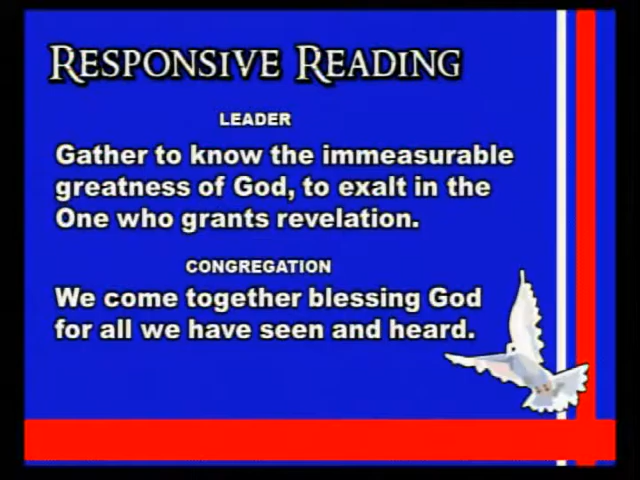 RESPONSIVE READING
LEADER
Gather to know the immeasurable
greatness of God, to exalt in the
One who grants revelation.
CONGREGATION
We come together blessing God
for all we have seen and heard.